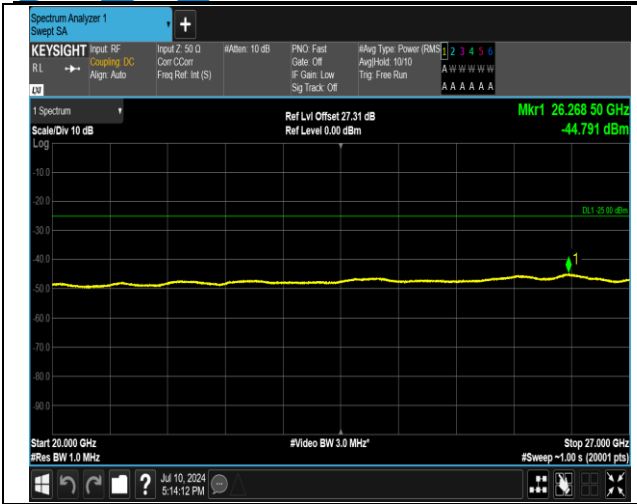 Spectrum Analyzer 1
Swept SA
+
KEYSIGHT
RL
LXI
Input: RF
Coupling: DC
Align: Auto
Input Z: 50 Ω
Corr CCorr
Freq Ref: Int (S)
#Atten: 10 dB
PNO: Fast
Gate: Off
IF Gain: Low
Sig Track: Off
#Avg Type: Power (RMS
Avg|Hold: 10/10
Trig: Free Run
1 2 3 4 5 6
A W W W W W
A A A A A A
1 Spectrum
Scale/Div 10 dB
Log
Ref Lvl Offset 27.31 dB
Ref Level 0.00 dBm
Mkr1 26.268 50 GHz
-44.791 dBm
-10.0
-20.0
DL1 -25.00 dBm
-30.0
-40.0
1
-50.0
-60.0
-70.0
-80.0
-90.0
Start 20.000 GHz
#Res BW 1.0 MHz
#Video BW 3.0 MHz*
Stop 27.000 GHz
#Sweep ~1.00 s (20001 pts)
?
Jul 10, 2024
5:14:12 PM